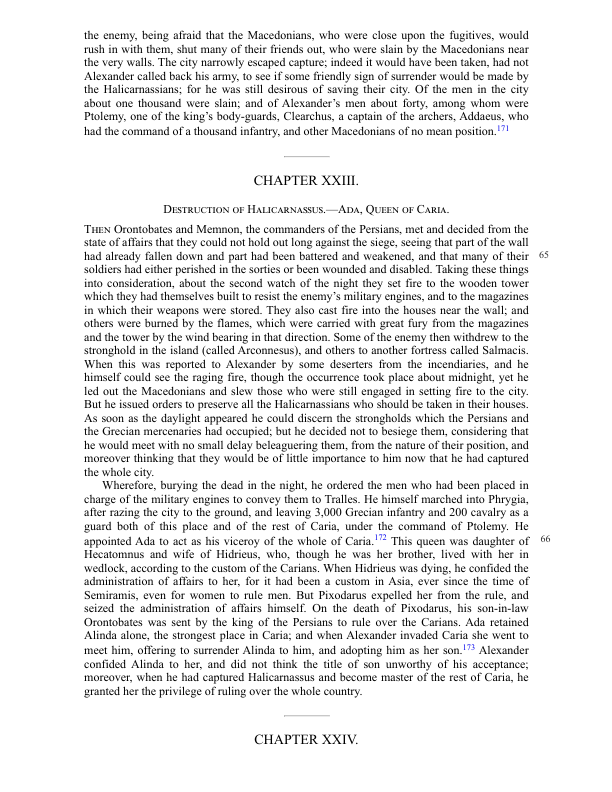 the enemy, being afraid that the Macedonians, who were close upon the fugitives, would
rush in with them, shut many of their friends out, who were slain by the Macedonians near
the very walls. The city narrowly escaped capture; indeed it would have been taken, had not
Alexander called back his army, to see if some friendly sign of surrender would be made by
the Halicarnassians; for he was still desirous of saving their city. Of the men in the city
about one thousand were slain; and of Alexander’s men about forty, among whom were
Ptolemy, one of the king’s body-guards, Clearchus, a captain of the archers, Addaeus, who
had the command of a thousand infantry, and other Macedonians of no mean position.171
CHAPTER XXIII.
Destruction of Halicarnassus.—Ada, Queen of Caria.
Then Orontobates and Memnon, the commanders of the Persians, met and decided from the
state of affairs that they could not hold out long against the siege, seeing that part of the wall
had already fallen down and part had been battered and weakened, and that many of their 65
soldiers had either perished in the sorties or been wounded and disabled. Taking these things
into consideration, about the second watch of the night they set fire to the wooden tower
which they had themselves built to resist the enemy’s military engines, and to the magazines
in which their weapons were stored. They also cast fire into the houses near the wall; and
others were burned by the flames, which were carried with great fury from the magazines
and the tower by the wind bearing in that direction. Some of the enemy then withdrew to the
stronghold in the island (called Arconnesus), and others to another fortress called Salmacis.
When this was reported to Alexander by some deserters from the incendiaries, and he
himself could see the raging fire, though the occurrence took place about midnight, yet he
led out the Macedonians and slew those who were still engaged in setting fire to the city.
But he issued orders to preserve all the Halicarnassians who should be taken in their houses.
As soon as the daylight appeared he could discern the strongholds which the Persians and
the Grecian mercenaries had occupied; but he decided not to besiege them, considering that
he would meet with no small delay beleaguering them, from the nature of their position, and
moreover thinking that they would be of little importance to him now that he had captured
the whole city.
Wherefore, burying the dead in the night, he ordered the men who had been placed in
charge of the military engines to convey them to Tralles. He himself marched into Phrygia,
after razing the city to the ground, and leaving 3,000 Grecian infantry and 200 cavalry as a
guard both of this place and of the rest of Caria, under the command of Ptolemy. He
appointed Ada to act as his viceroy of the whole of Caria.172 This queen was daughter of 66
Hecatomnus and wife of Hidrieus, who, though he was her brother, lived with her in
wedlock, according to the custom of the Carians. When Hidrieus was dying, he confided the
administration of affairs to her, for it had been a custom in Asia, ever since the time of
Semiramis, even for women to rule men. But Pixodarus expelled her from the rule, and
seized the administration of affairs himself. On the death of Pixodarus, his son-in-law
Orontobates was sent by the king of the Persians to rule over the Carians. Ada retained
Alinda alone, the strongest place in Caria; and when Alexander invaded Caria she went to
meet him, offering to surrender Alinda to him, and adopting him as her son.173 Alexander
confided Alinda to her, and did not think the title of son unworthy of his acceptance;
moreover, when he had captured Halicarnassus and become master of the rest of Caria, he
granted her the privilege of ruling over the whole country.
CHAPTER XXIV.